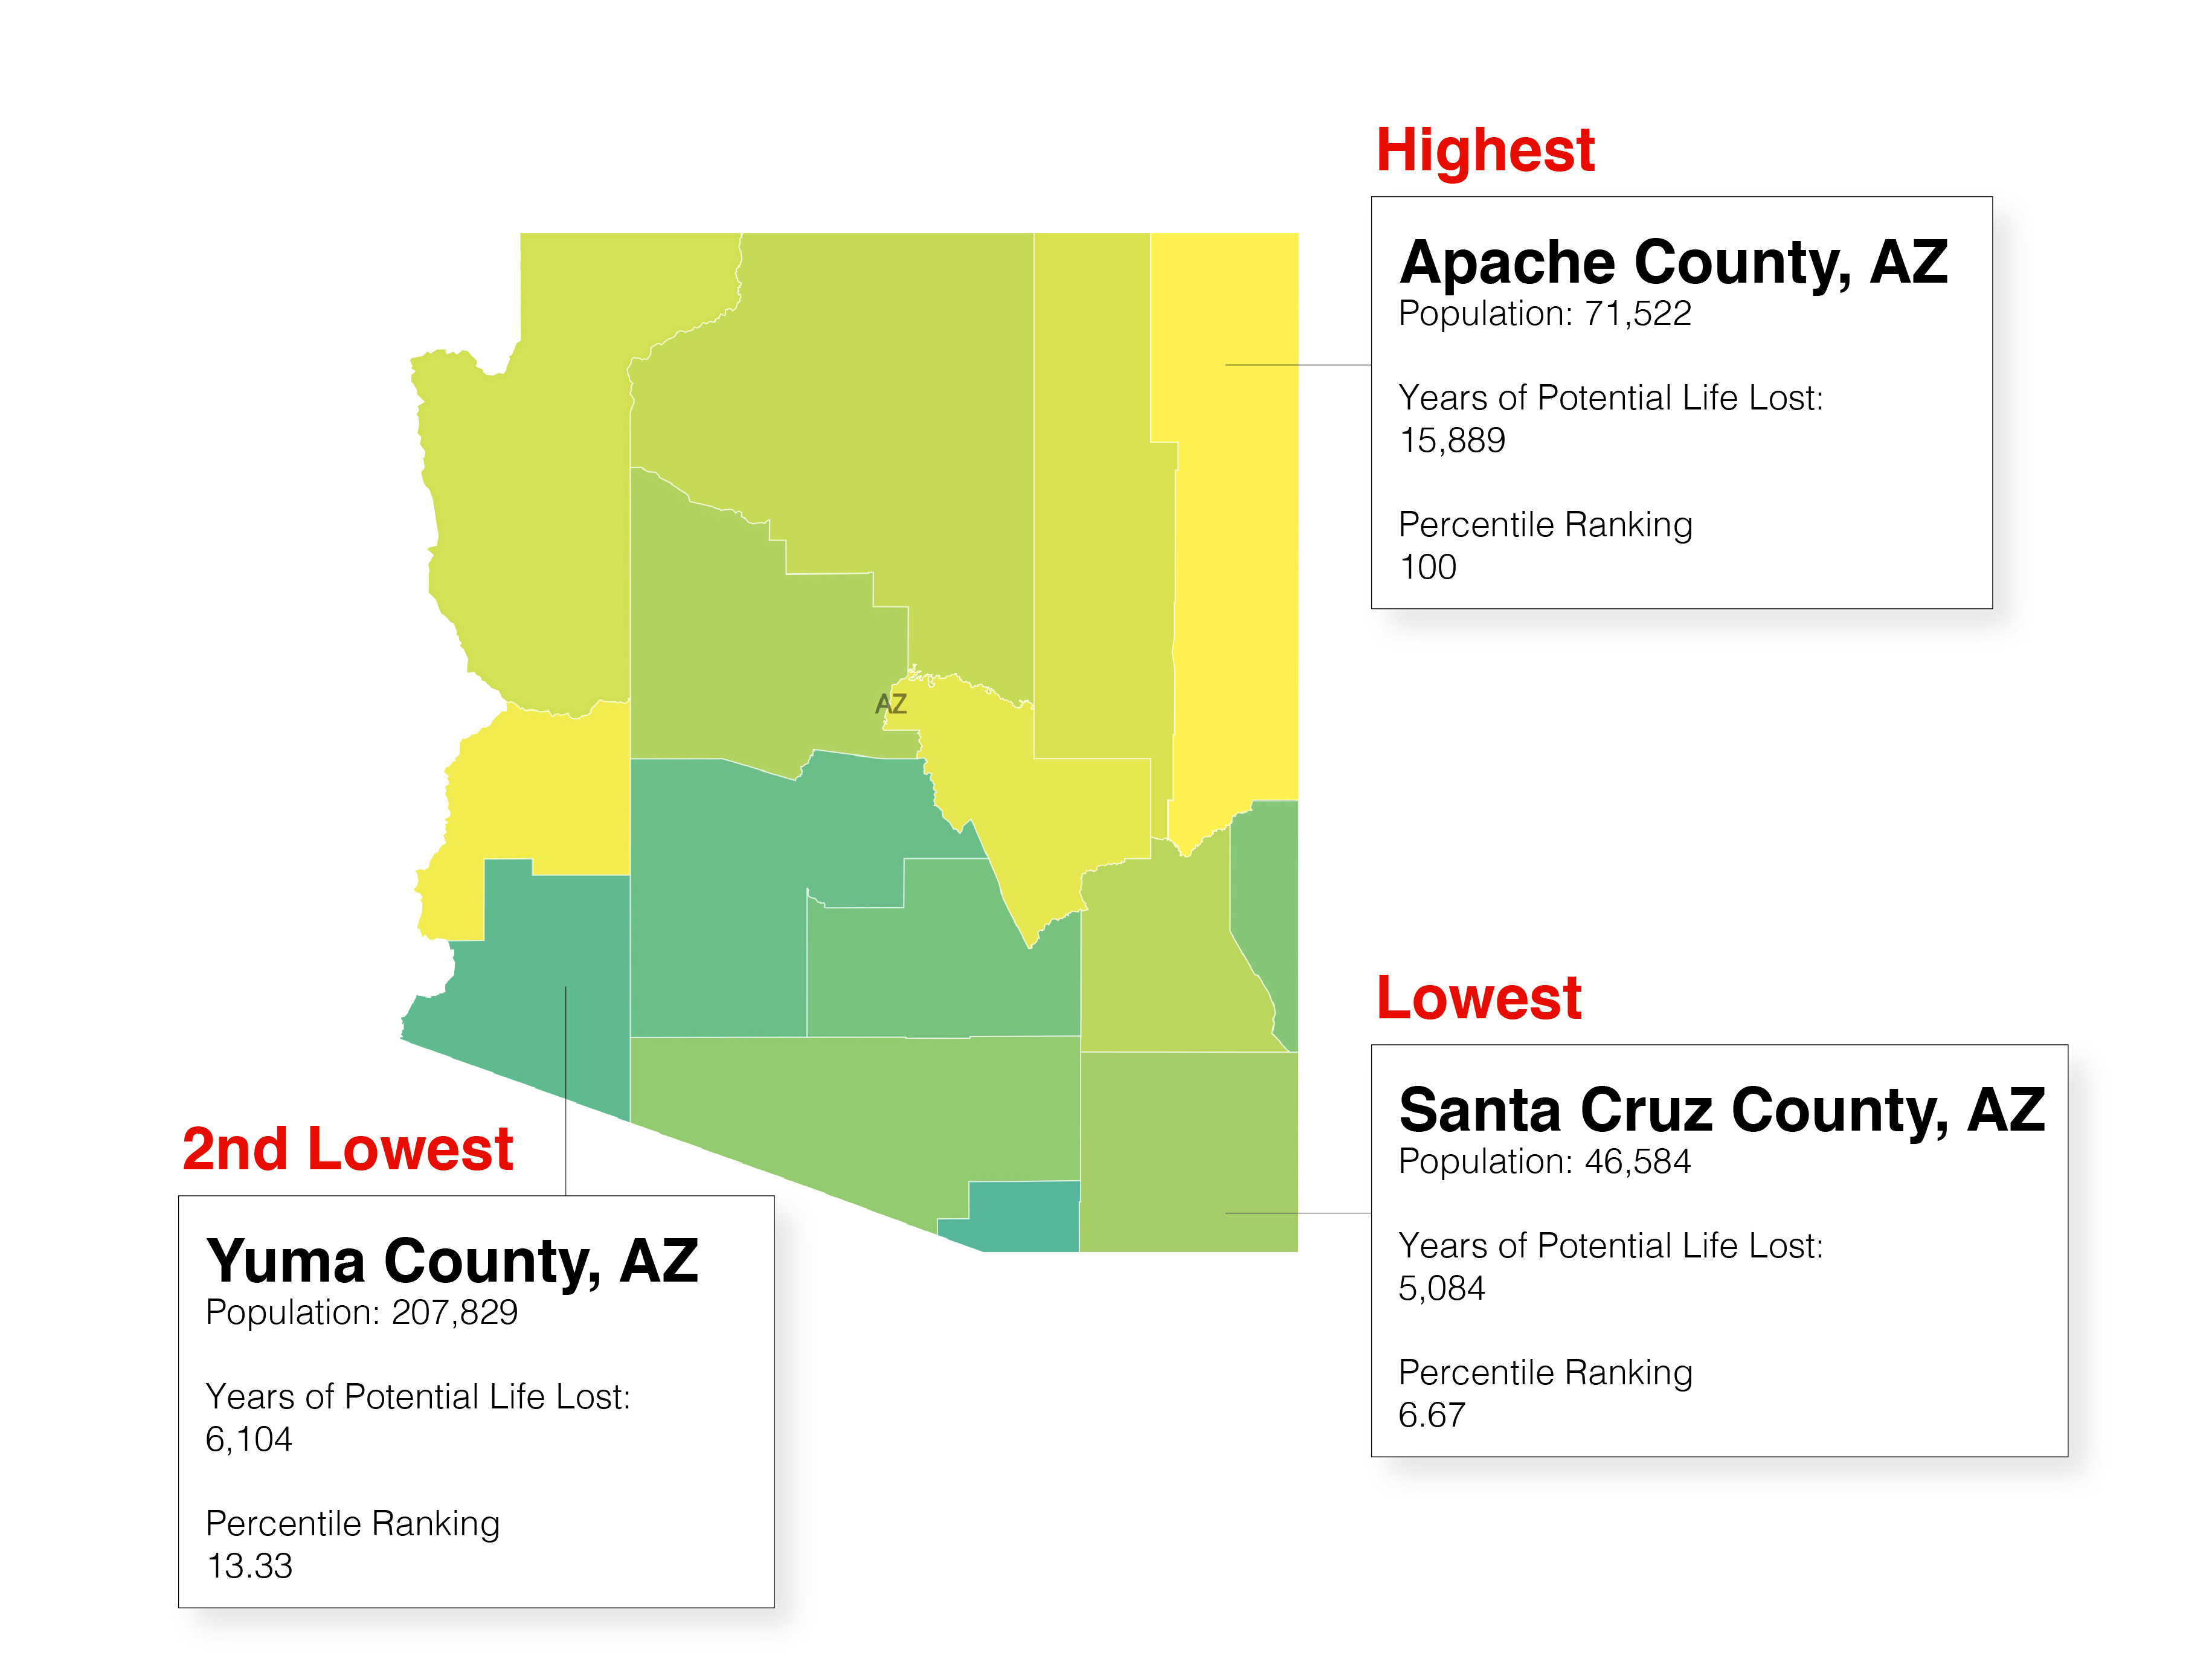 Highest
Apache County, AZ
Population: 71,522
Years of Potential Life Lost:
15,889
Percentile Ranking
100
AZ
Lowest
Santa Cruz County, AZ
Population: 46,584
Years of Potential Life Lost:
5,084
Percentile Ranking
6.67
2nd Lowest
Yuma County, AZ
Population: 207,829
Years of Potential Life Lost:
6,104
Percentile Ranking
13.33